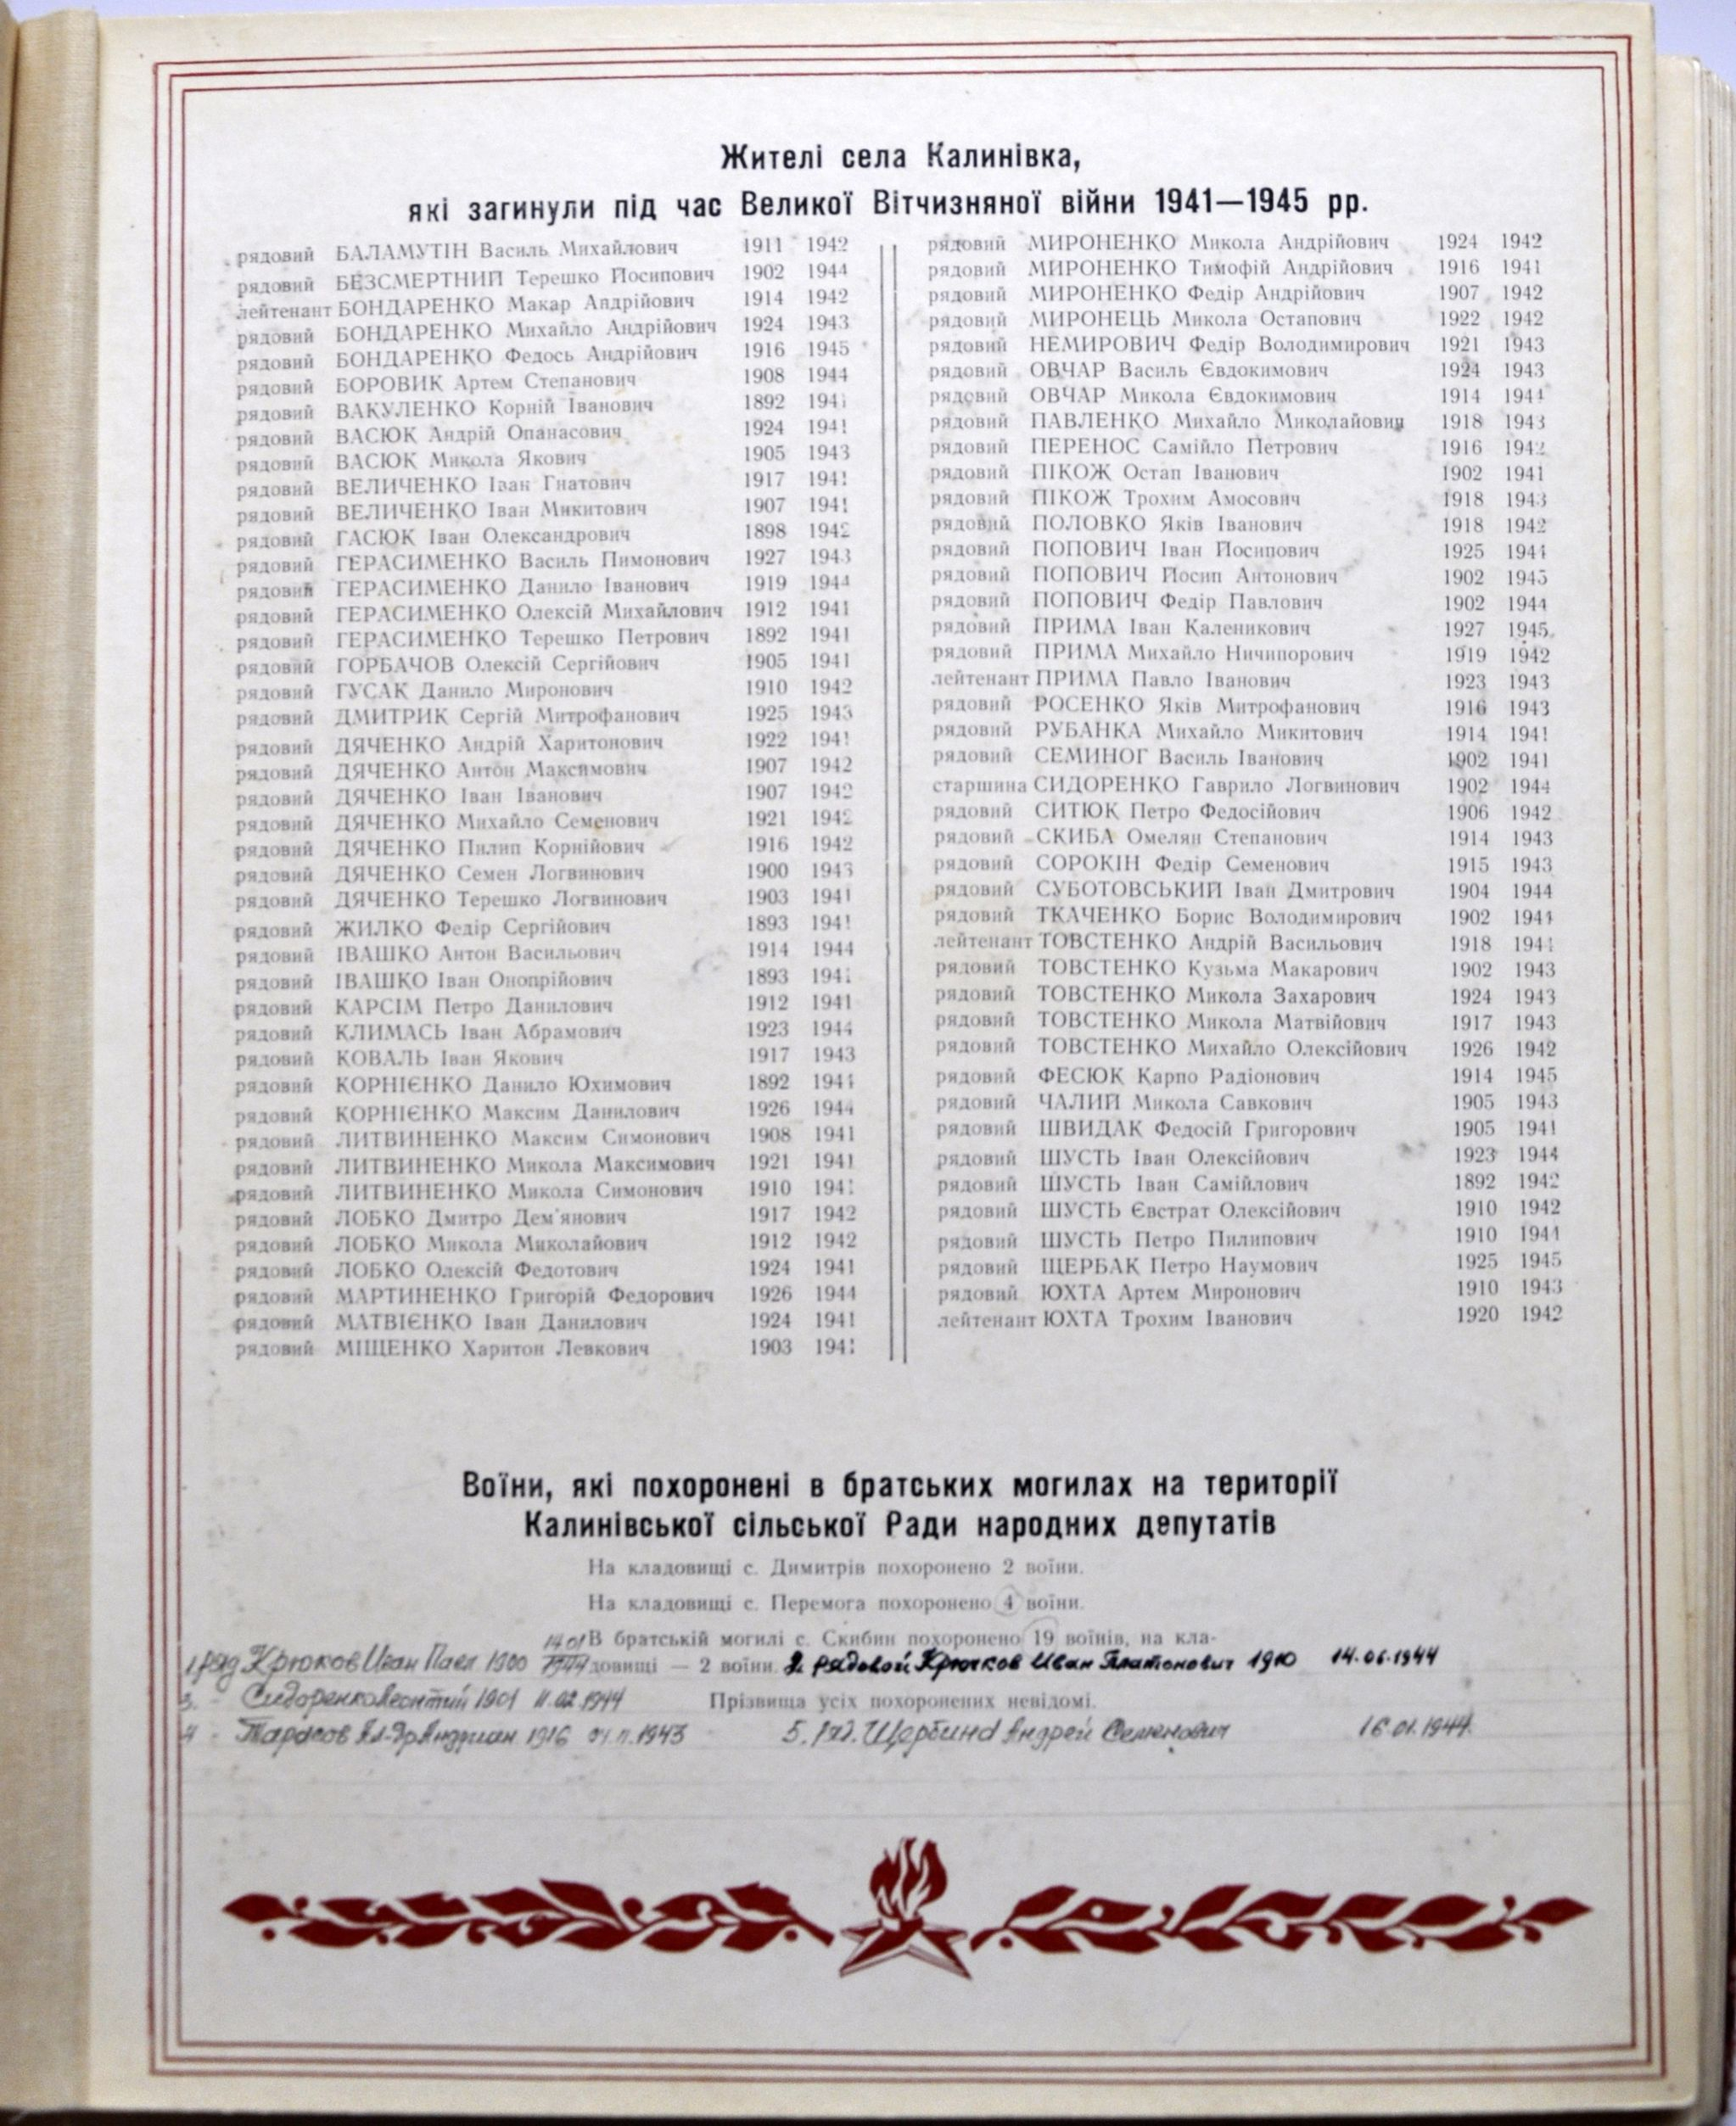 Жителі села Калинівка,
які загинули під час Великої Вітчизняної війни 1941—1945 рр.
рядовий БАЛАМУТІН Василь Михайлович 1911 1942
рядовий БЕЗСМЕРТНИЙ Терешко Йосипович 1902 1944
лейтенант БОНДАРЕНКО Макар Андрійович 1914 1942
рядовий БОНДАРЕНКО Михайло Андрійович 1924 1943
рядовий БОНДАРЕНКО Федось Андрійович 1916 1945
рядовий БОРОВИК Артем Степанович 1908 1944
рядовий ВАКУЛЕНКО Корній Іванович 1892
рядовий ВАСЮК Андрій Опанасович 1924 1941
рядовий ВАСЮК Микола Якович 1905 1943
рядовий ВЕЛИЧЕНКО Іван Гнатович 1917 1941
рядовий ВЕЛИЧЕНКО Іван Микитович 1907 1941
рядовий ГАСЮК Іван Олександрович 1898 1942
рядовий ГЕРАСИМЕНКО Василь Пимонович 1927 1943
рядовий ГЕРАСИМЕНКО Данило Іванович 1919 1944
рядовий ГЕРАСИМЕНКО Олексій Михайлович 1912 1941
рядовий ГЕРАСИМЕНКО Терешко Петрович 1892 1941
рядовий ГОРБАЧОВ Олексій Сергійович 1905 1941
рядовий ГУСАК Данило Миронович 1910 1942
рядовий ДМИТРИК Сергій Митрофанович 1925 1943
рядовий ДЯЧЕНКО Андрій Харитонович 1922 1941
рядовий ДЯЧЕНКО Антон Максимович 1907 1942
рядовий ДЯЧЕНКО Іван Іванович 1907 1942
рядовий ДЯЧЕНКО Михайло Семенович 1921 1942
рядовий ДЯЧЕНКО Пилип Корнійович 1916 1942
рядовий ДЯЧЕНКО Семен Логвинович 1900 1943
рядовий ДЯЧЕНКО Терешко Логвинович 1903 1941
рядовий ЖИЛКО Федір Сергійович 1893 1941
рядовий ІВАШКО Антон Васильович 1914 1944
рядовий ІВАШКО Іван Онопрійович 1893
рядовий КАРСІМ Петро Данилович 1912 1941
рядовий КЛИМАСЬ Іван Абрамович 1923 1944
рядовий КОВАЛЬ Іван Якович 1917 1943
рядовий КОРНІЄНКО Данило Юхимович 1892 1944
рядовий КОРНІЄНКО Максим Данилович 1926 1944
рядовий ЛИТВИНЕНКО Максим Симонович 1908 1941
рядовий ЛИТВИНЕНКО Микола Максимович 1921 1941
рядовий ЛИТВИНЕНКО Микола Симонович 1910
рядовий ЛОБКО Дмитро Дем'янович 1917 1942
рядовий ЛОБКО Микола Миколайович 1912 1942
рядовий ЛОБКО Олексій Федотович 1924 1941
рядовий МАРТИНЕНКО Григорій Федорович 1926 1944
рядовий МАТВІЄНКО Іван Данилович 1924 1941
рядовий МІЩЕНКО Харитон Левкович 1903
рядовий МИРОНЕНКО Микола Андрійович 1924 1942
рядовий МИРОНЕНКО Тимофій Андрійович 1916 1941
рядовий МИРОНЕНКО Федір Андрійович 1907 1942
рядовий МИРОНЕЦЬ Микола Остапович 1922 1942
рядовий НЕМИРОВИЧ Федір Володимирович 1921 1943
рядовий ОВЧАР Василь Євдокимович 1924 1943
рядовий ОВЧАР Микола Євдокимович 1914 1944
рядовий ПАВЛЕНКО Михайло Миколайович 1918 1943
рядовий ПЕРЕНОС Самійло Петрович 1916 1942
рядовий ПІКОЖ Остап Іванович 1902 1941
рядовий ПІКОЖ Трохим Амосович 1918 1943
рядовий ПОЛОВКО Яків Іванович 1918 1942
рядовий ПОПОВИЧ Іван Йосипович 1925 1944
рядовий ПОПОВИЧ Йосип Антонович 1902 1945
рядовий ПОПОВИЧ Федір Павлович 1902 1944
рядовий ПРИМА Іван Каленикович 1927 1945
рядовий ПРИМА Михайло Ничипорович 1919 1942
лейтенант ПРИМА Павло Іванович 1923 1943
рядовий РОСЕНКО Яків Митрофанович 1916 1943
рядовий РУБАНКА Михайло Микитович 1914 1941
рядовий СЕМИНОГ Василь Іванович 1902 1941
старшина СИДОРЕНКО Гаврило Логвинович 1902 1944
рядовий СИТЮК Петро Федосійович 1906 1942
рядовий СКИБА Омелян Степанович 1914 1943
рядовий СОРОКІН Федір Семенович 1915 1943
рядовий СУБОТОВСЬКИЙ Іван Дмитрович 1904 1944
рядовий ТКАЧЕНКО Борис Володимирович 1902 1944
лейтенант ТОВСТЕНКО Андрій Васильович 1918 1944
рядовий ТОВСТЕНКО Кузьма Макарович 1902 1943
рядовий ТОВСТЕНКО Микола Захарович 1924 1943
рядовий ТОВСТЕНКО Микола Матвійович 1917 1943
рядовий ТОВСТЕНКО Михайло Олексійович 1926 1942
рядовий ФЕСЮК Карпо Радіонович 1914 1945
рядовий ЧАЛИЙ Микола Савкович 1905 1943
рядовий ШВИДАК Федосій Григорович 1905 1941
рядовий ШУСТЬ Іван Олексійович 1923 1944
рядовий ШУСТЬ Іван Самійлович 1892 1942
рядовий ШУСТЬ Євстрат Олексійович 1910 1942
рядовий ШУСТЬ Петро Пилипович 1910 1944
рядовий ЩЕРБАК Петро Наумович 1925 1945
рядовий ЮХТА Артем Миронович 1910 1943
лейтенант ЮХТА Трохим Іванович 1920 1942
Воїни, які похоронені в братських могилах на території
Калинівської сільської Ради народних депутатів
На кладовищі с. Димитрів похоронено 2 воїни.
На кладовищі с. Перемога похоронено 4 воїни.
14.01 В братській могилі с. Скибин похоронено 19 воїнів, на кла-
1 ряд Крюков Иван Павл 1900 1944 довищі — 2 воїни. 2. рядовой Крючков Иван Платонович 1910 14.06.1944
3. - Сидоренко Леонтий 1901 11.02.1944 Прізвища усіх похоронених невідомі.
4 - Тарасов Ал-др Андриан 1916 1943 5. ряд. Щербина Андрей Семенович 16.01.1944.